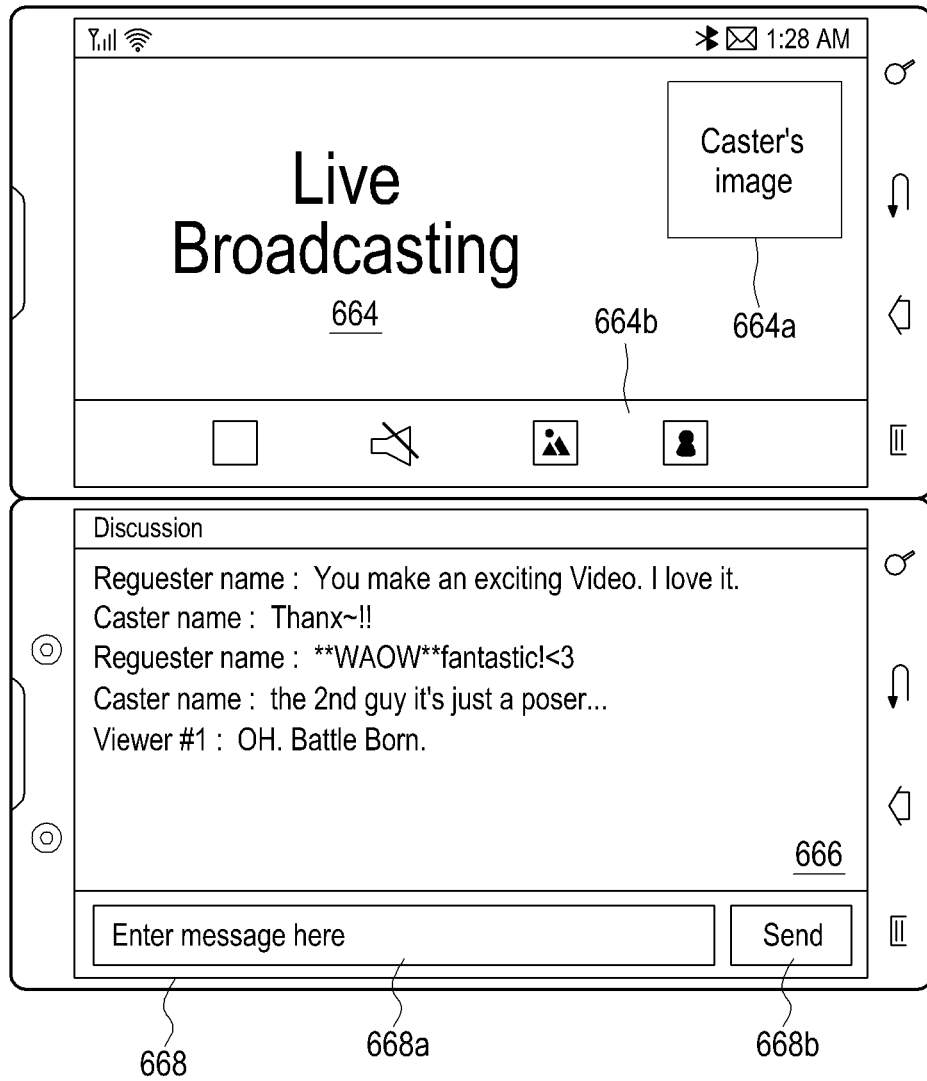 1:28 AM
Caster's
image
Live
Broadcasting
664
664b
664a
Discussion
Reguester name : You make an exciting Video. I love it.
Caster name : Thanx~!!
Reguester name : **WAOW**fantastic!<3
Caster name : the 2nd guy it's just a poser...
Viewer #1 : OH. Battle Born.
666
Enter message here
Send
668
668a
668b